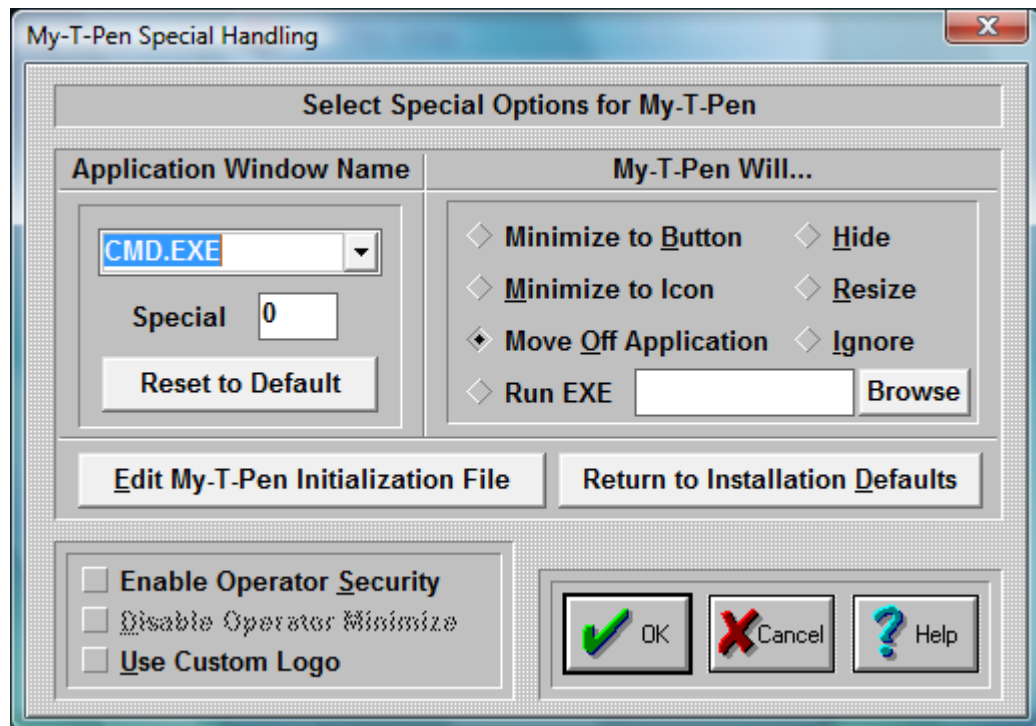 My-T-Pen Special Handling
Select Special Options for My-T-Pen
Application Window Name
My-T-Pen Will...
CMD.EXE
Special 0
Reset to Default
Minimize to Button
Hide
Minimize to Icon
Resize
Move Off Application
Ignore
Run EXE
Browse
Edit My-T-Pen Initialization File
Return to Installation Defaults
Enable Operator Security
Disable Operator Minimize
Use Custom Logo
OK
Cancel
Help